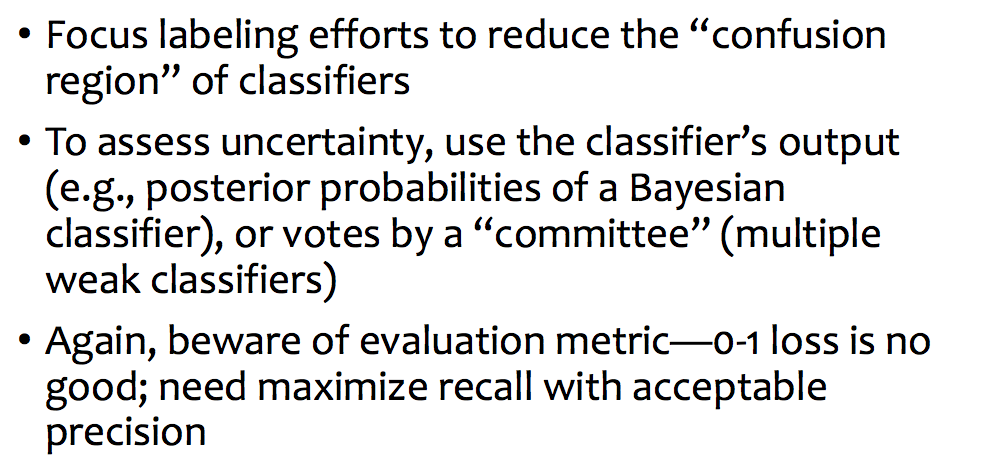 • Focus labeling efforts to reduce the “confusion
region” of classifiers
• To assess uncertainty, use the classifier’s output
(e.g., posterior probabilities of a Bayesian
classifier), or votes by a “committee” (multiple
weak classifiers)
• Again, beware of evaluation metric—0-1 loss is no
good; need maximize recall with acceptable
precision